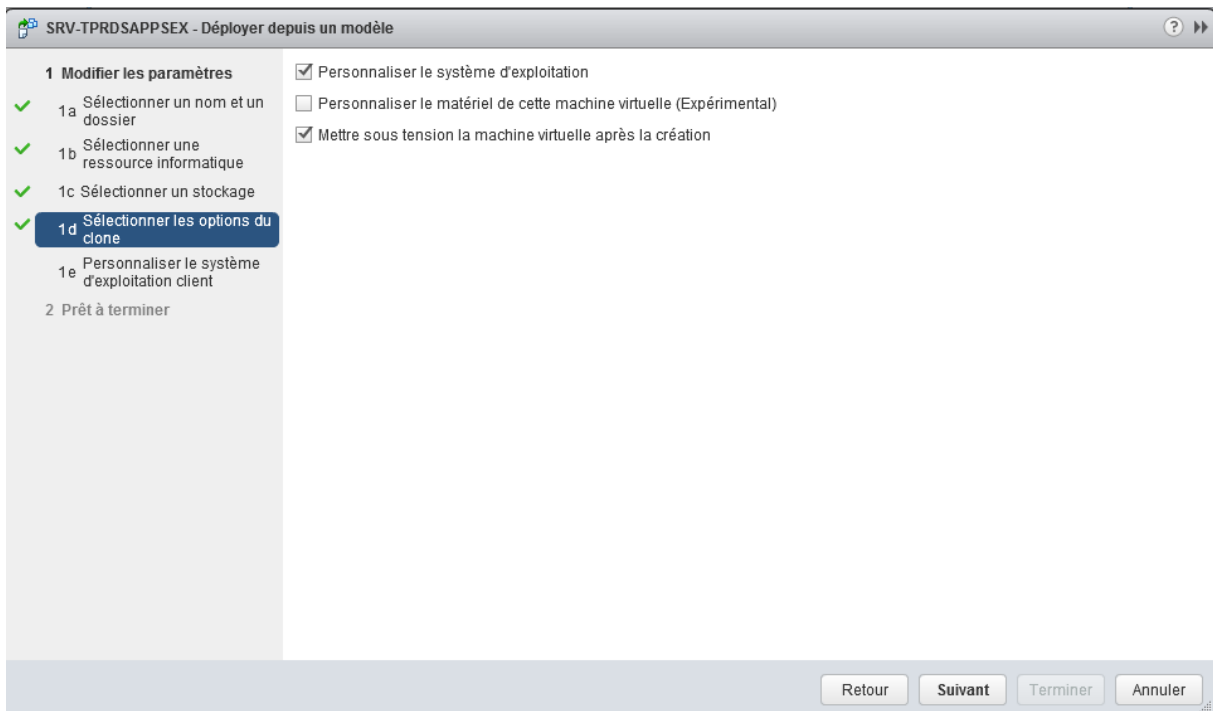 SRV-TPRDSAPPSEX - Déployer depuis un modèle
?
1 Modifier les paramètres
1a Sélectionner un nom et un
dossier
1b Sélectionner une
ressource informatique
1c Sélectionner un stockage
1d Sélectionner les options du
clone
1e Personnaliser le système
d'exploitation client
2 Prêt à terminer
Personnaliser le système d'exploitation
Personnaliser le matériel de cette machine virtuelle (Expérimental)
Mettre sous tension la machine virtuelle après la création
Retour
Suivant
Terminer
Annuler